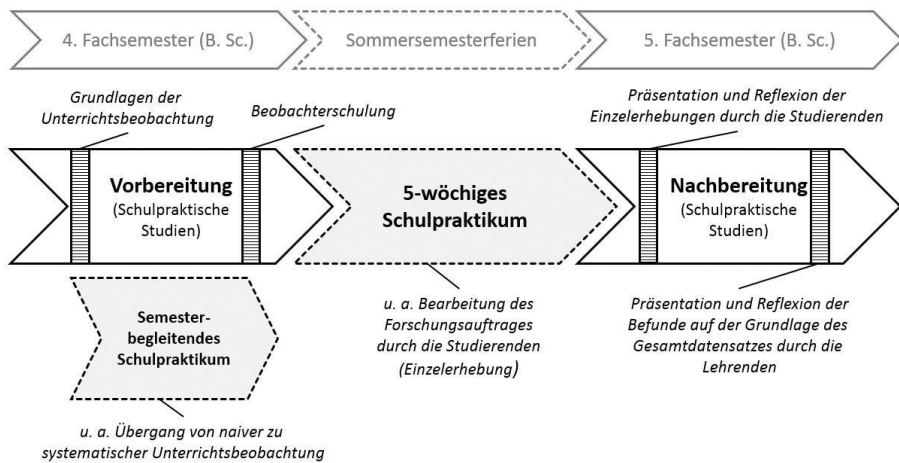 4. Fachsemester (B. Sc.)
Sommersemesterferien
5. Fachsemester (B. Sc.)
Grundlagen der
Unterrichtsbeobachtung
Beobachterschulung
Präsentation und Reflexion der
Einzelerhebungen durch die Studierenden
Vorbereitung
(Schulpraktische
Studien)
5-wöchiges
Schulpraktikum
Nachbereitung
(Schulpraktische
Studien)
Semester-
begleitendes
Schulpraktikum
u. a. Bearbeitung des
Forschungsauftrages
durch die Studierenden
(Einzelerhebung)
Präsentation und Reflexion der
Befunde auf der Grundlage des
Gesamtdatensatzes durch die
Lehrenden
u. a. Übergang von naiver zu
systematischer Unterrichtsbeobachtung